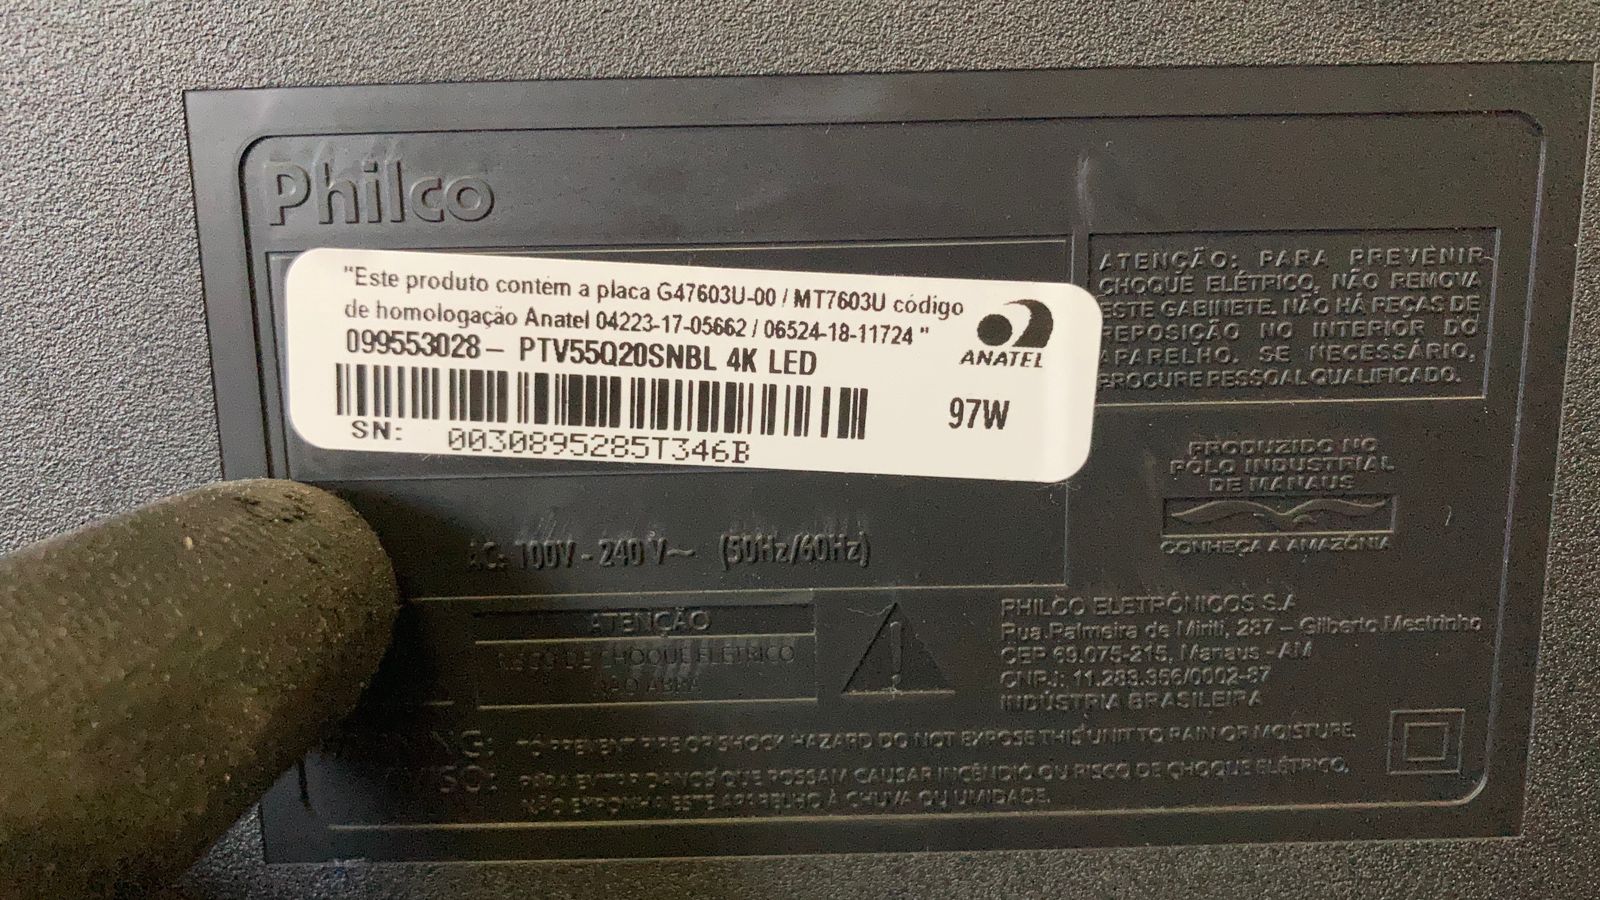 Philco
"Este produto contém a placa G47603U-00 / MT7603U código
de homologação Anatel 04223-17-05662 / 06524-18-11724 "
099553028 – PTV55Q20SNBL 4K LED
ANATEL
97W
SN: 0030895285T346B
ATENÇÃO: PARA PREVENIR
CHOQUE ELÉTRICO, NÃO REMOVA
ESTE GABINETE. NÃO HÁ PEÇAS DE
REPOSIÇÃO NO INTERIOR DO
APARELHO. SE NECESSÁRIO,
PROCURE PESSOAL QUALIFICADO.
PRODUZIDO NO
PÓLO INDUSTRIAL
DE MANAUS
CONHEÇA A AMAZÔNIA
AC: 100V - 240 V~ (50Hz/60Hz)
ATENÇÃO
RISCO DE CHOQUE ELÉTRICO
NÃO ABRA
PHILCO ELETRÔNICOS S.A
Rua Palmeira de Miriti, 287 – Gilberto Mestrinho
CEP 69.075-215, Manaus - AM
CNPJ: 11.283.356/0002-87
INDÚSTRIA BRASILEIRA
TO PREVENT FIRE OR SHOCK HAZARD DO NOT EXPOSE THIS UNIT TO RAIN OR MOISTURE.
PARA EVITAR DANOS QUE POSSAM CAUSAR INCÊNDIO OU RISCO DE CHOQUE ELÉTRICO,
NÃO EXPONHA ESTE APARELHO À CHUVA OU UMIDADE.